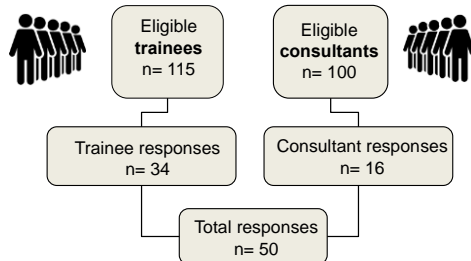 Eligible
trainees
n= 115
Eligible
consultants
n= 100
Trainee responses
n= 34
Consultant responses
n= 16
Total responses
n= 50